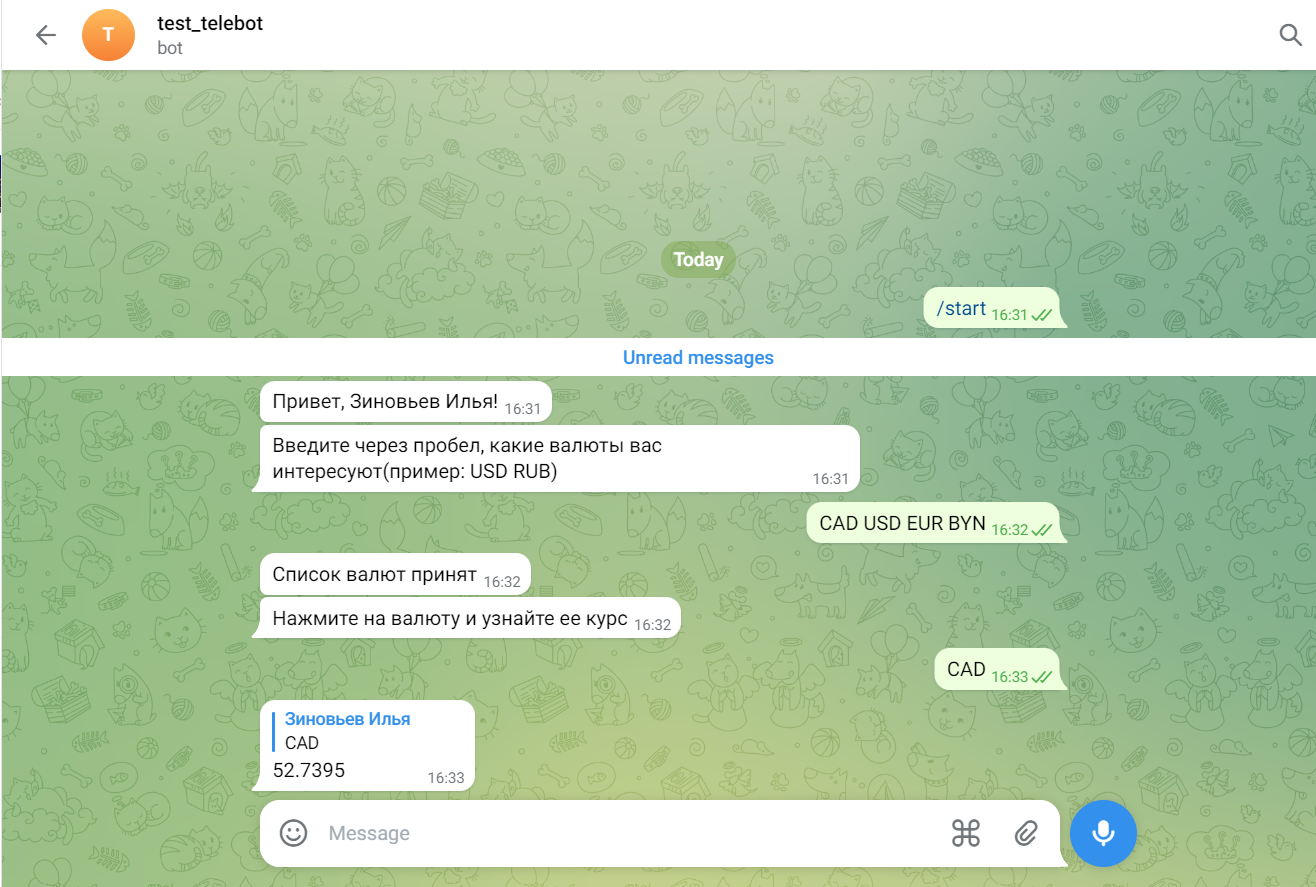 T
test_telebot
bot
Today
/start 16:31
Unread messages
Привет, Зиновьев Илья! 16:31
Введите через пробел, какие валюты вас
интересуют(пример: USD RUB) 16:31
CAD USD EUR BYN 16:32
Список валют принят 16:32
Нажмите на валюту и узнайте ее курс 16:32
CAD 16:33
Зиновьев Илья
CAD
52.7395 16:33
Message